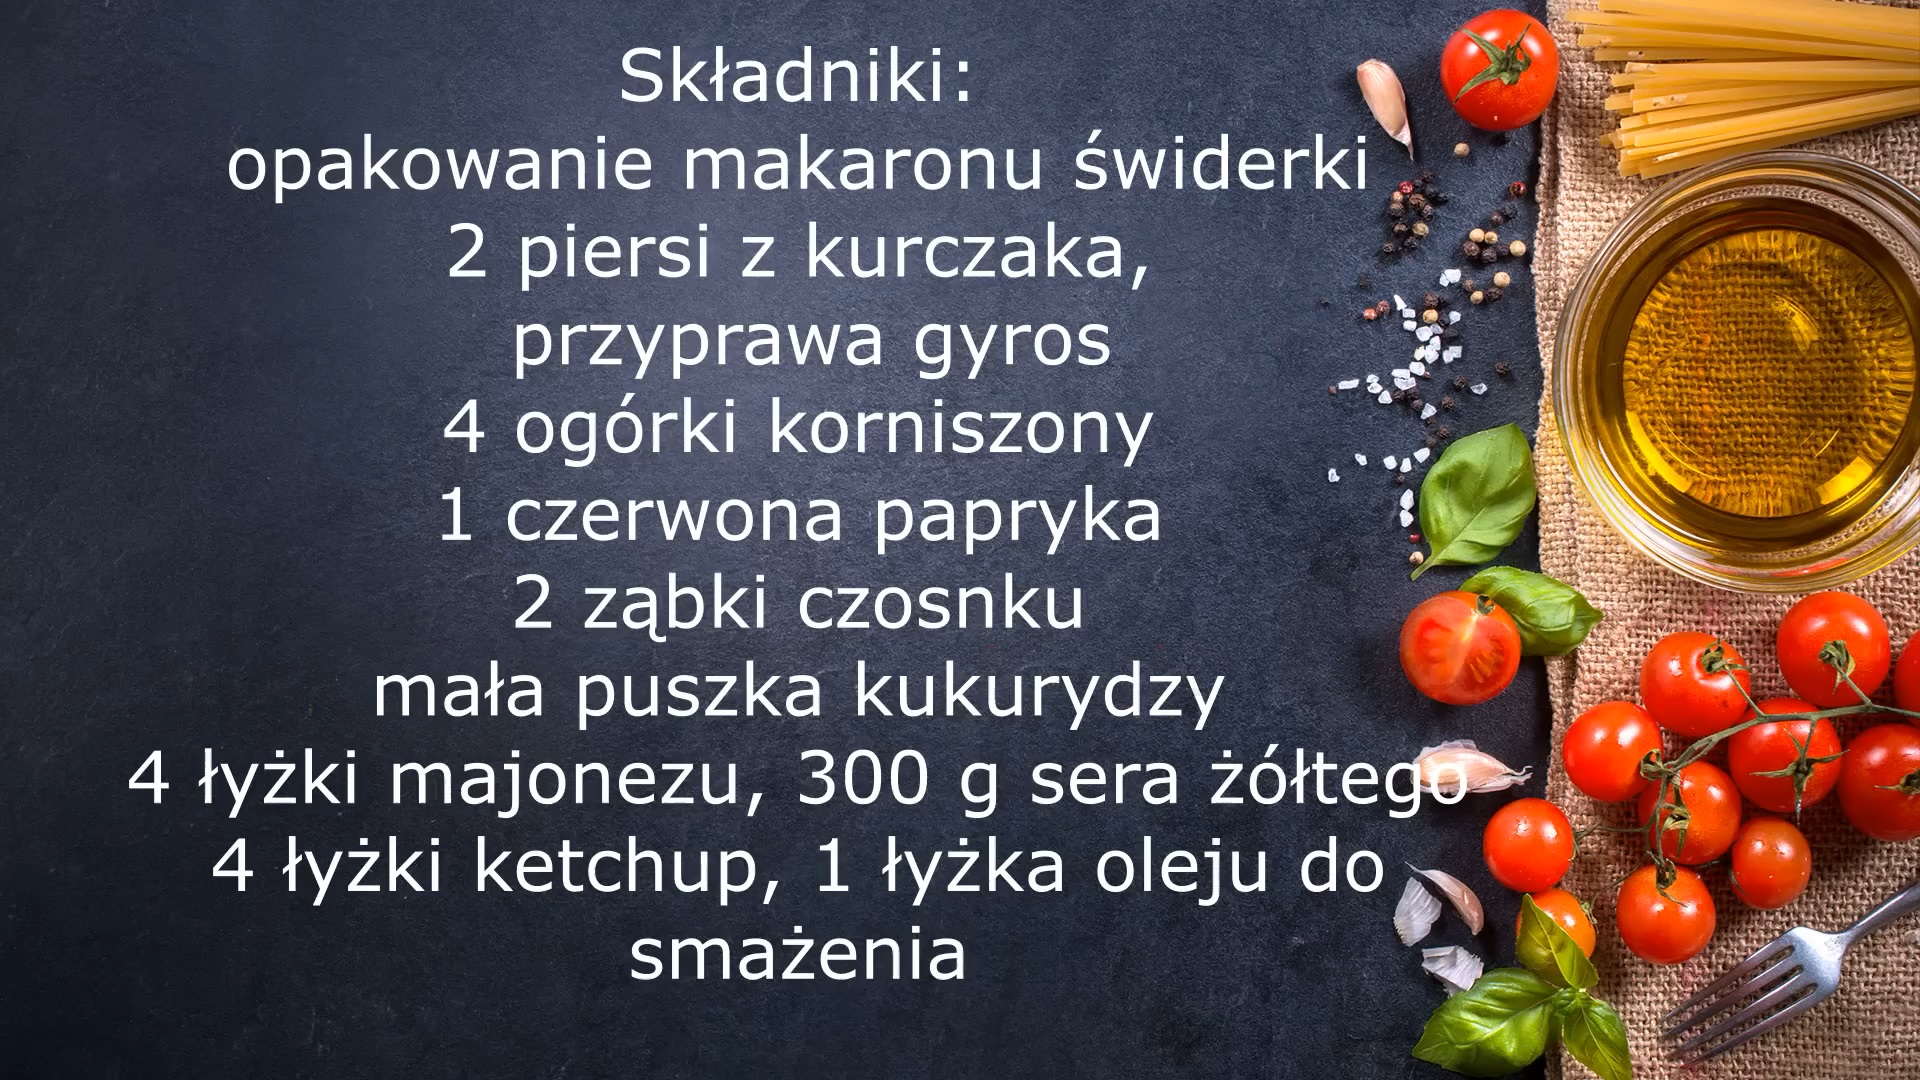 Składniki:
opakowanie makaronu świderki
2 piersi z kurczaka,
przyprawa gyros
4 ogórki korniszony
1 czerwona papryka
2 ząbki czosnku
mała puszka kukurydzy
4 łyżki majonezu, 300 g sera żółtego
4 łyżki ketchup, 1 łyżka oleju do
smażenia